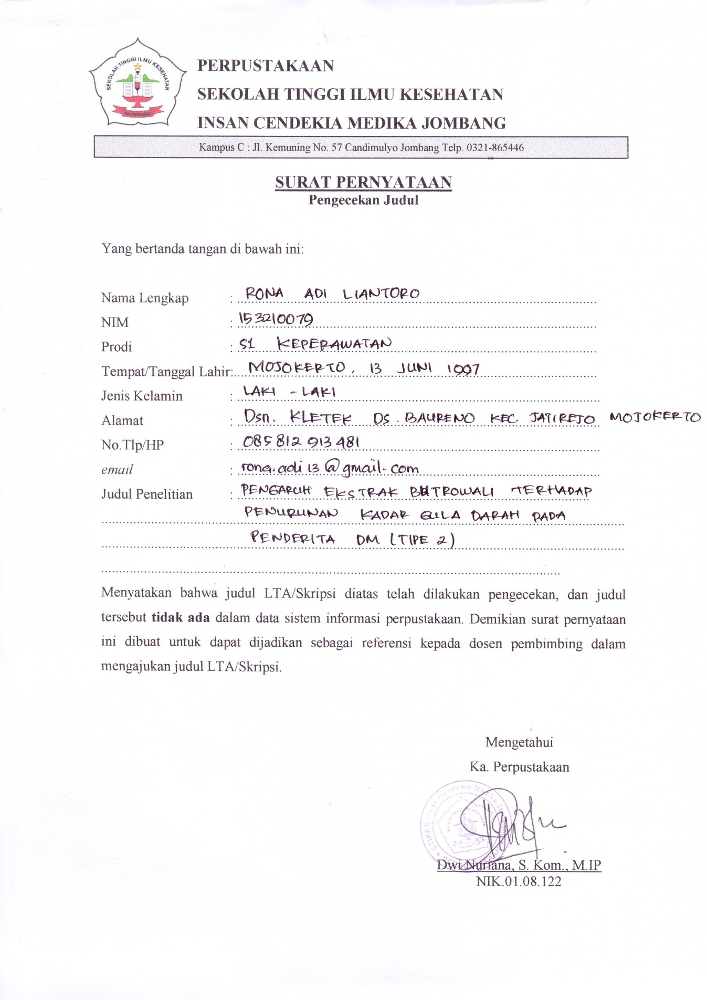 SEKOLAH TINGGI ILMU KESEHATAN
PERPUSTAKAAN
SEKOLAH TINGGI ILMU KESEHATAN
INSAN CENDEKIA MEDIKA JOMBANG
Kampus C : Jl. Kemuning No. 57 Candimulyo Jombang Telp. 0321-865446
SURAT PERNYATAAN
Pengecekan Judul
Yang bertanda tangan di bawah ini:
Nama Lengkap : RONA ADI LIANTORO
NIM : 153210079
Prodi : S1 KEPERAWATAN
Tempat/Tanggal Lahir: MOJOKERTO, 13 JUNI 1997
Jenis Kelamin : LAKI - LAKI
Alamat : Dsn. KLETEK DS. BAURENO KEC. JATIREJO MOJOKERTO
No.Tlp/HP : 085 812 913 481
email : rona.adi13@gmail.com
Judul Penelitian : PENGARUH EKSTRAK BUTROWALI TERHADAP
PENURUNAN KADAR GULA DARAH PADA
PENDERITA DM (TIPE 2)
Menyatakan bahwa judul LTA/Skripsi diatas telah dilakukan pengecekan, dan judul
tersebut tidak ada dalam data sistem informasi perpustakaan. Demikian surat pernyataan
ini dibuat untuk dapat dijadikan sebagai referensi kepada dosen pembimbing dalam
mengajukan judul LTA/Skripsi.
Mengetahui
Ka. Perpustakaan
STIKES Insan Cendekia Medika Jombang
PERPUSTAKAAN
Dwi Nuriana, S. Kom., M.IP
NIK.01.08.122